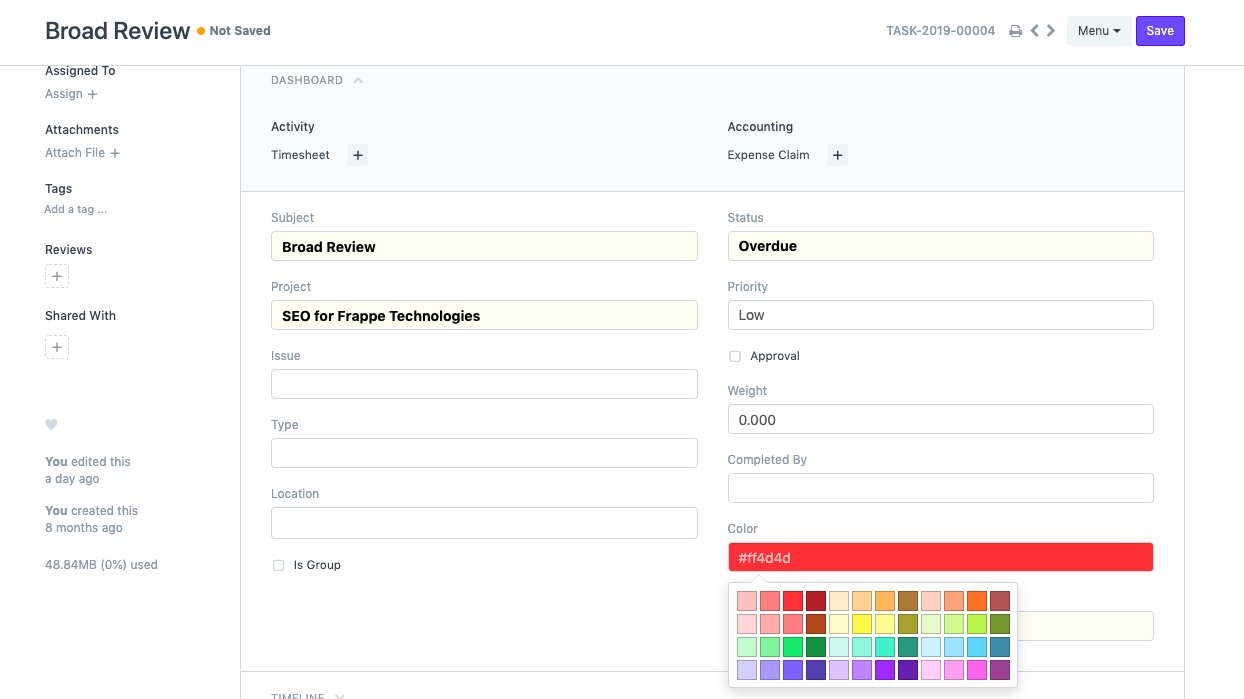 Broad Review Not Saved
TASK-2019-00004
Menu
Save
Assigned To
Assign +
Attachments
Attach File +
Tags
Add a tag ...
Reviews
+
Shared With
+
You edited this
a day ago
You created this
8 months ago
48.84MB (0%) used
DASHBOARD
Activity
Timesheet +
Accounting
Expense Claim +
Subject
Broad Review
Project
SEO for Frappe Technologies
Issue
Type
Location
Is Group
Status
Overdue
Priority
Low
Approval
Weight
0.000
Completed By
Color
#ff4d4d
TIMELINE